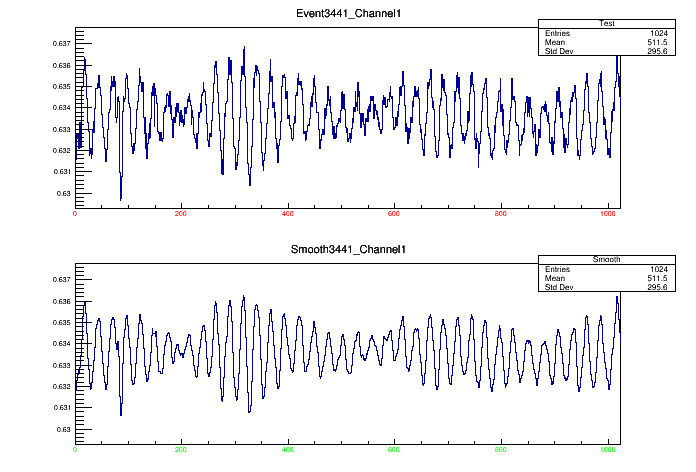 Event3441_Channel1
Test
Entries 1024
Mean 511.5
Std Dev 295.6
0.637
0.636
0.635
0.634
0.633
0.632
0.631
0.63
0 200 400 600 800 1000
Smooth3441_Channel1
Smooth
Entries 1024
Mean 511.5
Std Dev 295.6
0.637
0.636
0.635
0.634
0.633
0.632
0.631
0.63
0 200 400 600 800 1000